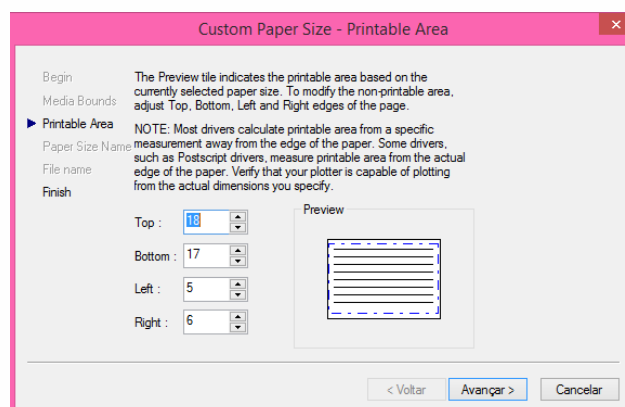 Custom Paper Size - Printable Area
×
Begin
Media Bounds
Printable Area
Paper Size Name
File name
Finish
The Preview tile indicates the printable area based on the
currently selected paper size. To modify the non-printable area,
adjust Top, Bottom, Left and Right edges of the page.
NOTE: Most drivers calculate printable area from a specific
measurement away from the edge of the paper. Some drivers,
such as Postscript drivers, measure printable area from the actual
edge of the paper. Verify that your plotter is capable of plotting
from the actual dimensions you specify.
Top : 18
Bottom : 17
Left : 5
Right : 6
Preview
< Voltar
Avançar >
Cancelar